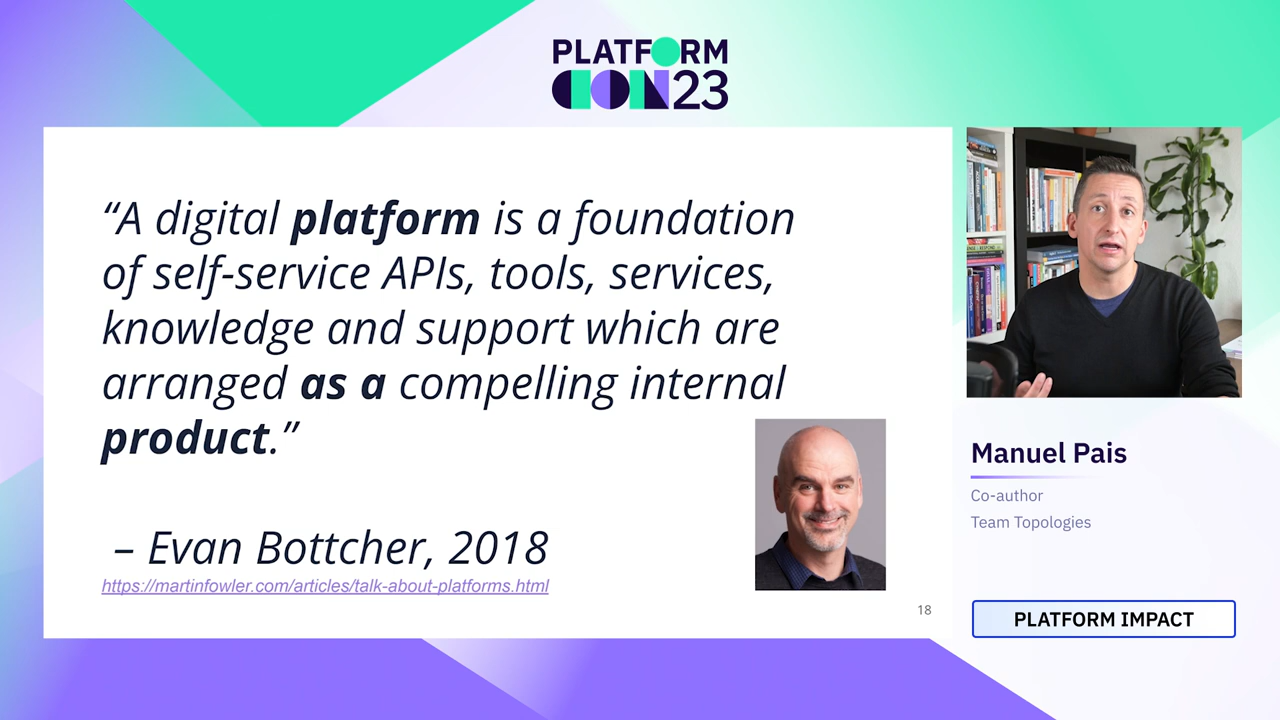 PLATFORM
CON23
“A digital platform is a foundation
of self-service APIs, tools, services,
knowledge and support which are
arranged as a compelling internal
product.”
– Evan Bottcher, 2018
https://martinfowler.com/articles/talk-about-platforms.html
18
Manuel Pais
Co-author
Team Topologies
PLATFORM IMPACT